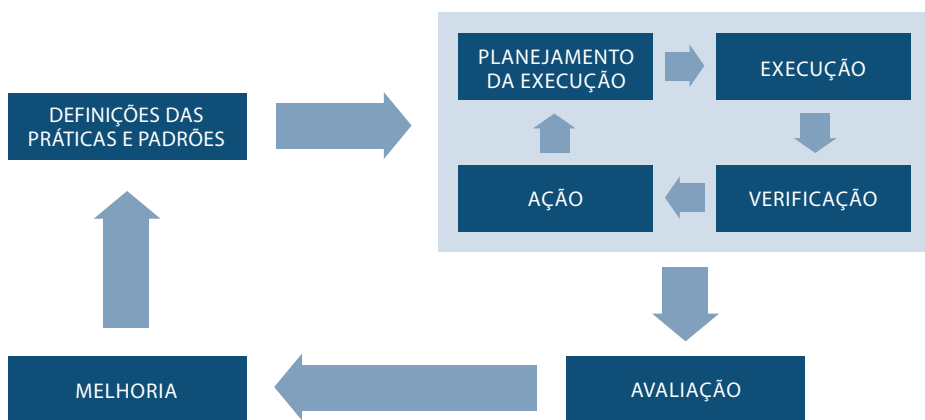 PLANEJAMENTO
DA EXECUÇÃO
EXECUÇÃO
DEFINIÇÕES DAS
PRÁTICAS E PADRÕES
AÇÃO
VERIFICAÇÃO
MELHORIA
AVALIAÇÃO